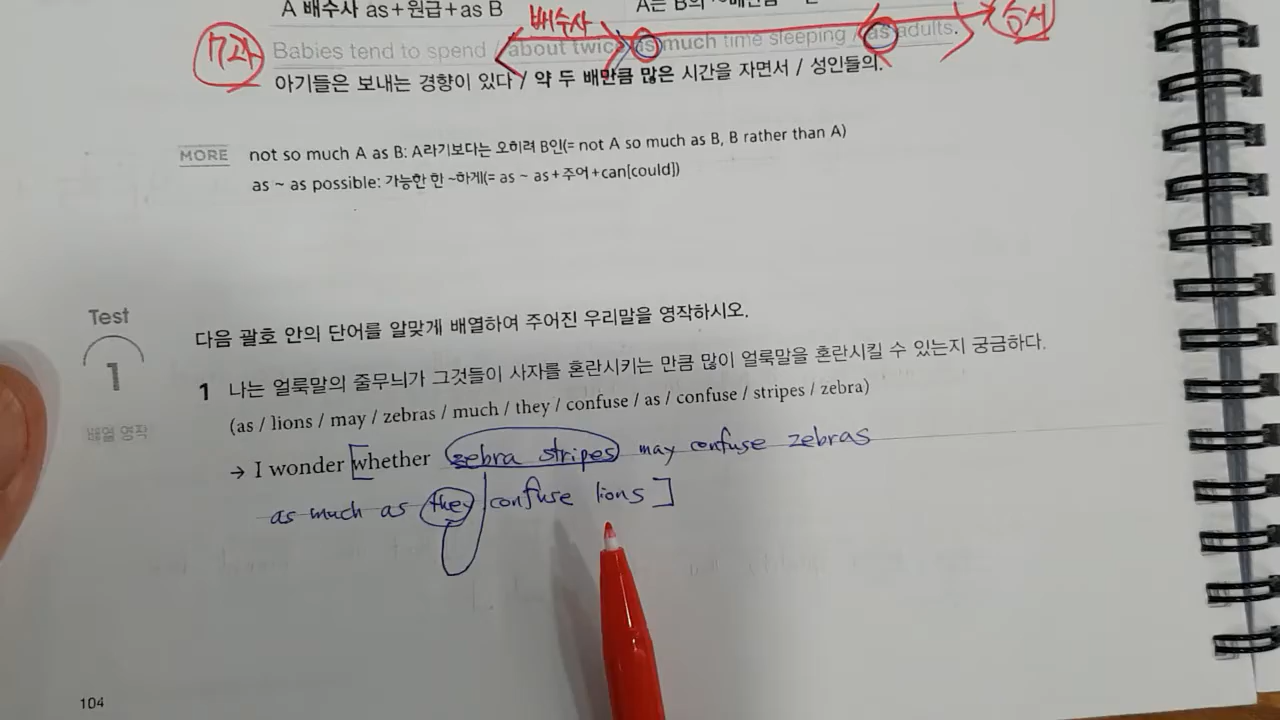 A 배수사 as+원급+as B
A는 B의
배수사
순서
7과
Babies tend to spend / about twice as much time sleeping / as adults.
아기들은 보내는 경향이 있다 / 약 두 배만큼 많은 시간을 자면서 / 성인들의.
MORE
not so much A as B: A라기보다는 오히려 B인(= not A so much as B, B rather than A)
as ~ as possible: 가능한 한 ~하게(= as ~ as+주어+can[could])
Test
1
배열 영작
다음 괄호 안의 단어를 알맞게 배열하여 주어진 우리말을 영작하시오.
1 나는 얼룩말의 줄무늬가 그것들이 사자를 혼란시키는 만큼 많이 얼룩말을 혼란시킬 수 있는지 궁금하다.
(as / lions / may / zebras / much / they / confuse / as / confuse / stripes / zebra)
→ I wonder [whether zebra stripes may confuse zebras
as much as they / confuse lions]
104